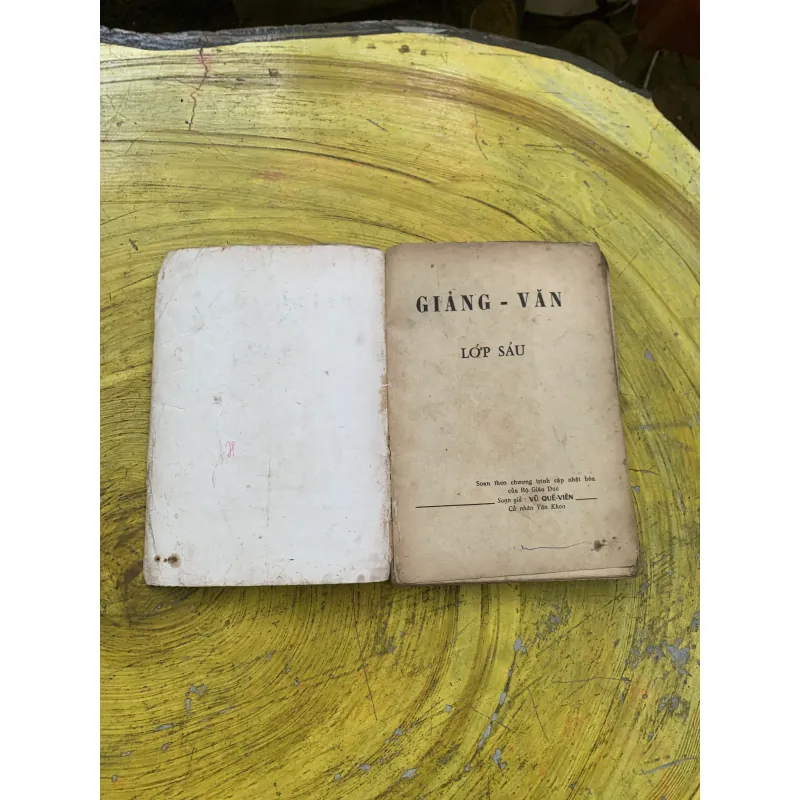 GIẢNG - VĂN
LỚP SÁU
Soạn theo chương trình cập nhật hóa
của Bộ Giáo Dục
Soạn giả : VŨ QUẾ-VIÊN
Cử nhân Văn Khoa